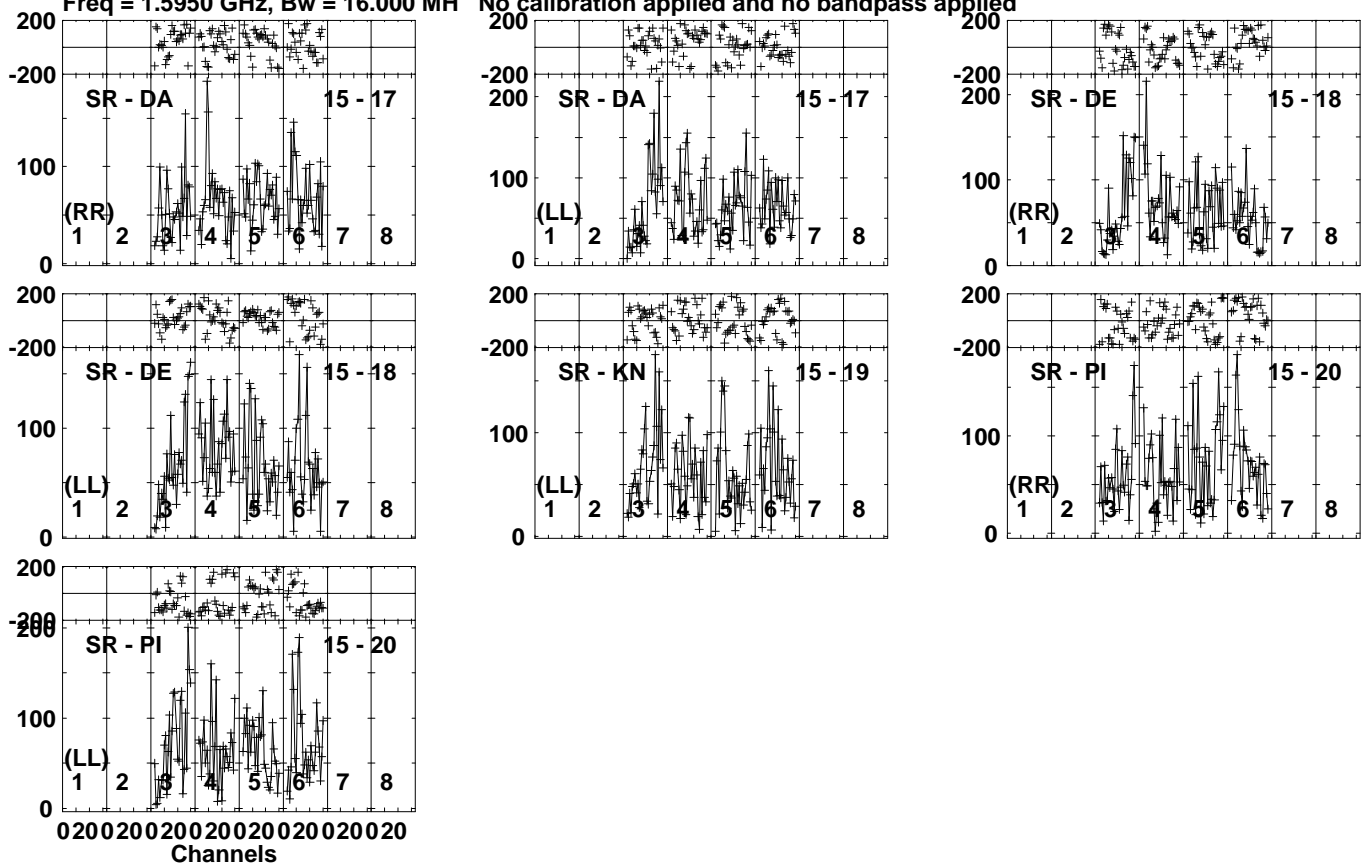 Freq = 1.5950 GHz, Bw = 16.000 MH No calibration applied and no bandpass applied
200
-200
SR - DA 15 - 17
100
(RR)
1 2 3 4 5 6 7 8
0
-200
200
SR - DA 15 - 17
100
(LL)
1 2 3 4 5 6 7 8
0
200
-200
200
SR - DE 15 - 18
100
(RR)
1 2 3 4 5 6 7 8
0
200
-200
SR - DE 15 - 18
100
(LL)
1 2 3 4 5 6 7 8
0
200
-200
SR - KN 15 - 19
100
(LL)
1 2 3 4 5 6 7 8
0
200
-200
SR - PI 15 - 20
100
(RR)
1 2 3 4 5 6 7 8
0
200
-200
200
SR - PI 15 - 20
100
(LL)
1 2 3 4 5 6 7 8
0
0 20 0 20 0 20 0 20 0 20 0 20 0 20 0 20
Channels